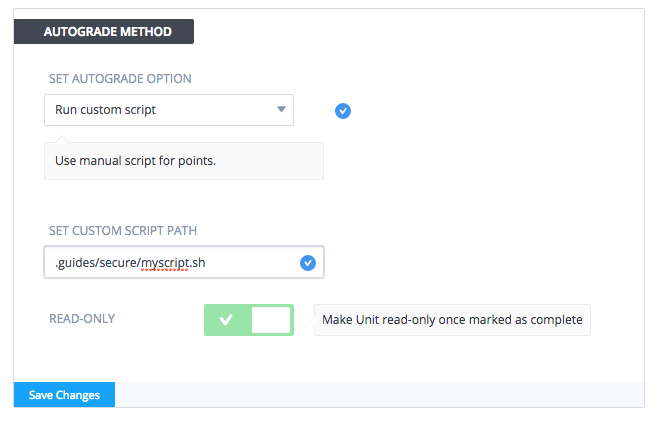 AUTOGRADE METHOD
SET AUTOGRADE OPTION
Run custom script
Use manual script for points.
SET CUSTOM SCRIPT PATH
.guides/secure/myscript.sh
READ-ONLY
Make Unit read-only once marked as complete
Save Changes